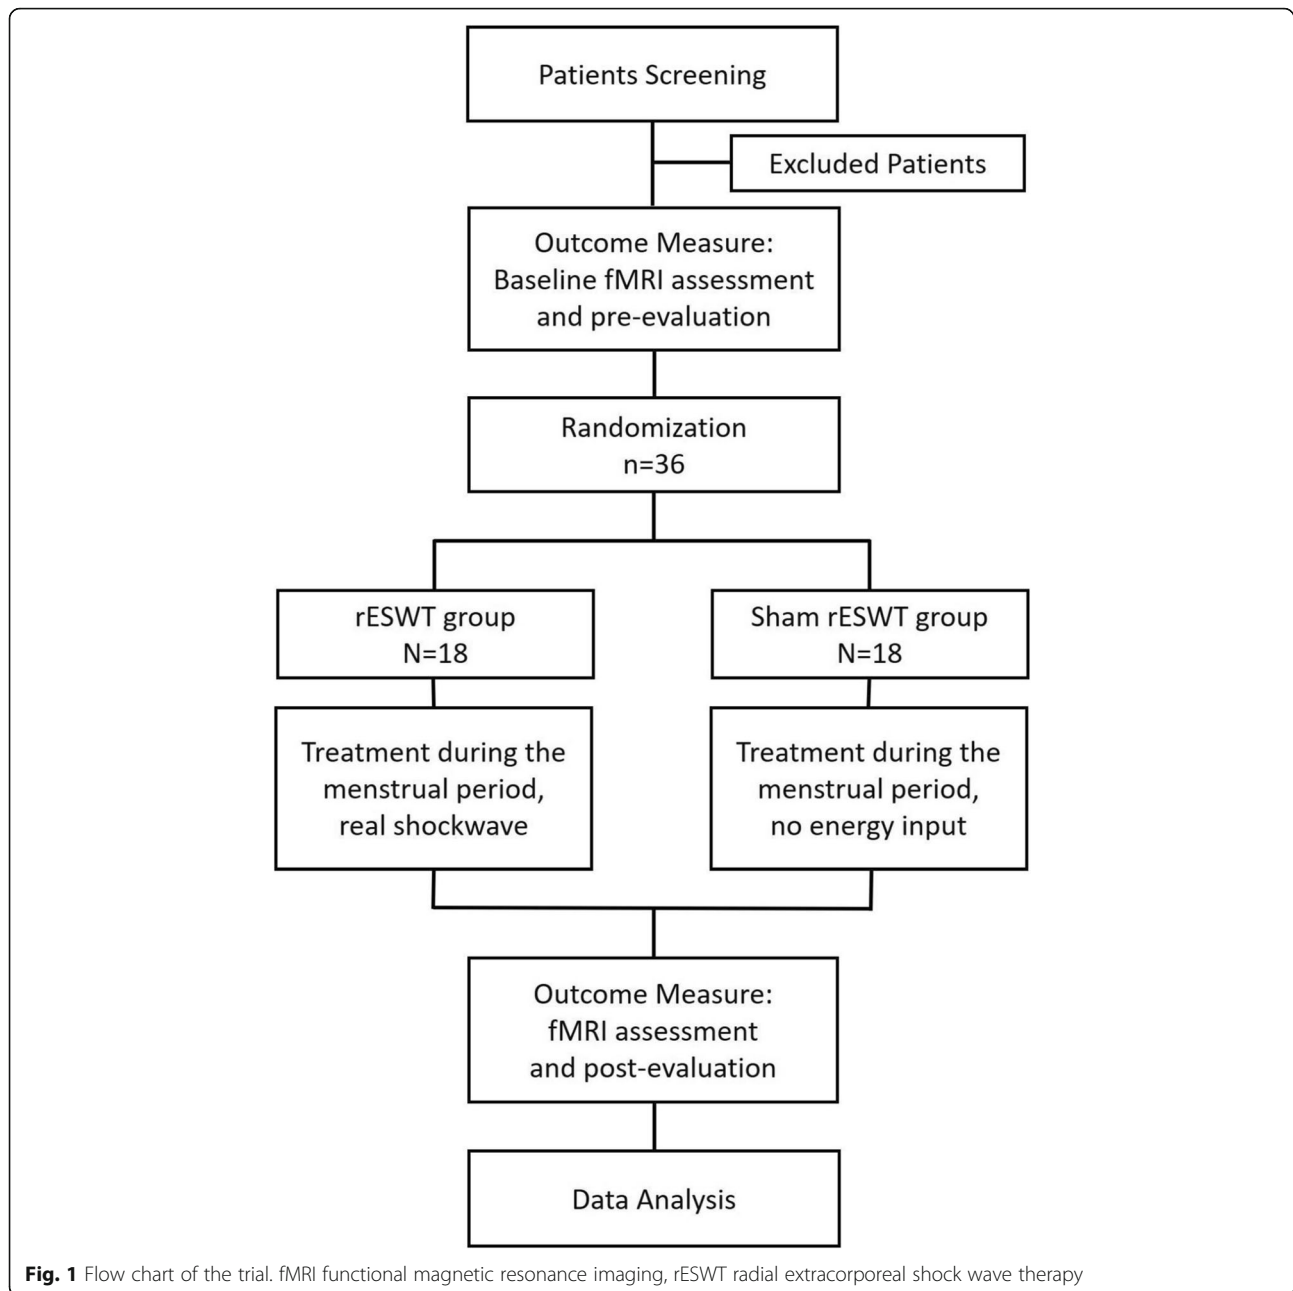 Patients Screening
Excluded Patients
Outcome Measure:
Baseline fMRI assessment
and pre-evaluation
Randomization
n=36
rESWT group
N=18
Sham rESWT group
N=18
Treatment during the
menstrual period,
real shockwave
Treatment during the
menstrual period,
no energy input
Outcome Measure:
fMRI assessment
and post-evaluation
Data Analysis
Fig. 1 Flow chart of the trial. fMRI functional magnetic resonance imaging, rESWT radial extracorporeal shock wave therapy